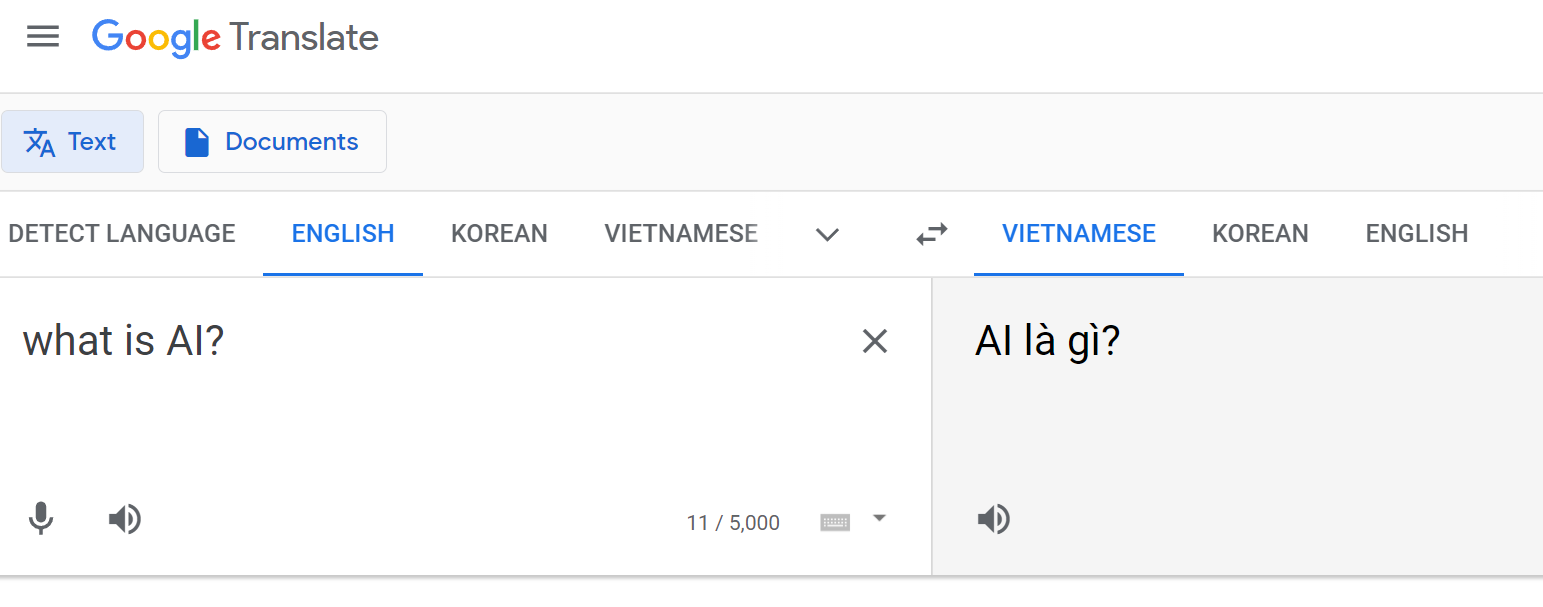 Google Translate
Text Documents
DETECT LANGUAGE ENGLISH KOREAN VIETNAMESE VIETNAMESE KOREAN ENGLISH
what is AI? AI là gì?
11 / 5,000